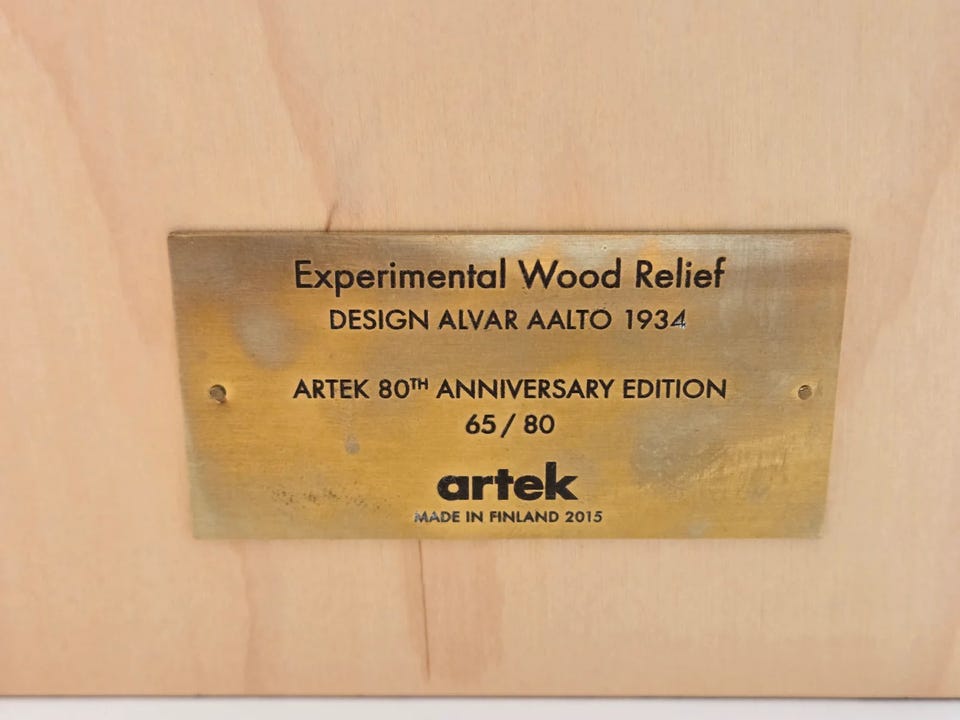 Experimental Wood Relief
DESIGN ALVAR AALTO 1934
ARTEK 80TH ANNIVERSARY EDITION
65 / 80
artek
MADE IN FINLAND 2015